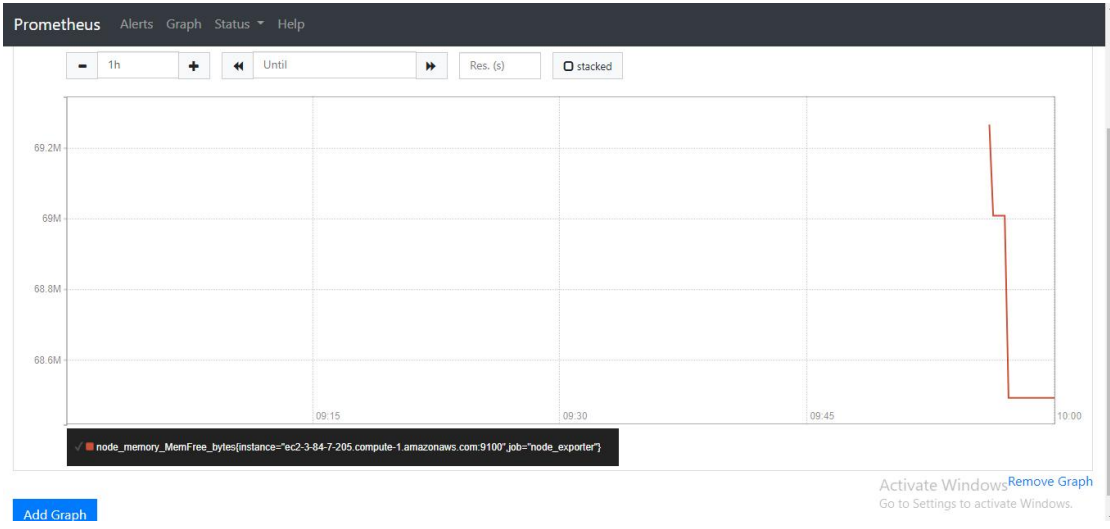 Prometheus Alerts Graph Status Help
1h Until Res. (s) stacked
69.2M
69M
68.8M
68.6M
09:15 09:30 09:45 10:00
node_memory_MemFree_bytes{instance="ec2-3-84-7-205.compute-1.amazonaws.com:9100",job="node_exporter"}
Activate Windows Remove Graph
Go to Settings to activate Windows.
Add Graph